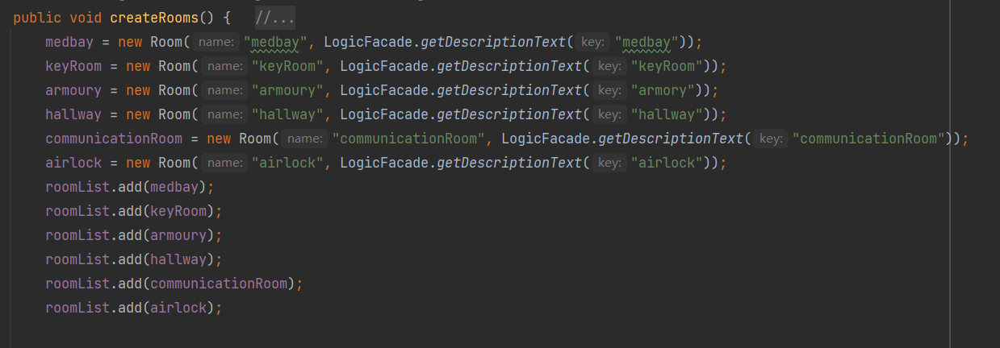 public void createRooms() { //...
medbay = new Room( name: "medbay", LogicFacade.getDescriptionText( key: "medbay"));
keyRoom = new Room( name: "keyRoom", LogicFacade.getDescriptionText( key: "keyRoom"));
armoury = new Room( name: "armoury", LogicFacade.getDescriptionText( key: "armory"));
hallway = new Room( name: "hallway", LogicFacade.getDescriptionText( key: "hallway"));
communicationRoom = new Room( name: "communicationRoom", LogicFacade.getDescriptionText( key: "communicationRoom"));
airlock = new Room( name: "airlock", LogicFacade.getDescriptionText( key: "airlock"));
roomList.add(medbay);
roomList.add(keyRoom);
roomList.add(armoury);
roomList.add(hallway);
roomList.add(communicationRoom);
roomList.add(airlock);